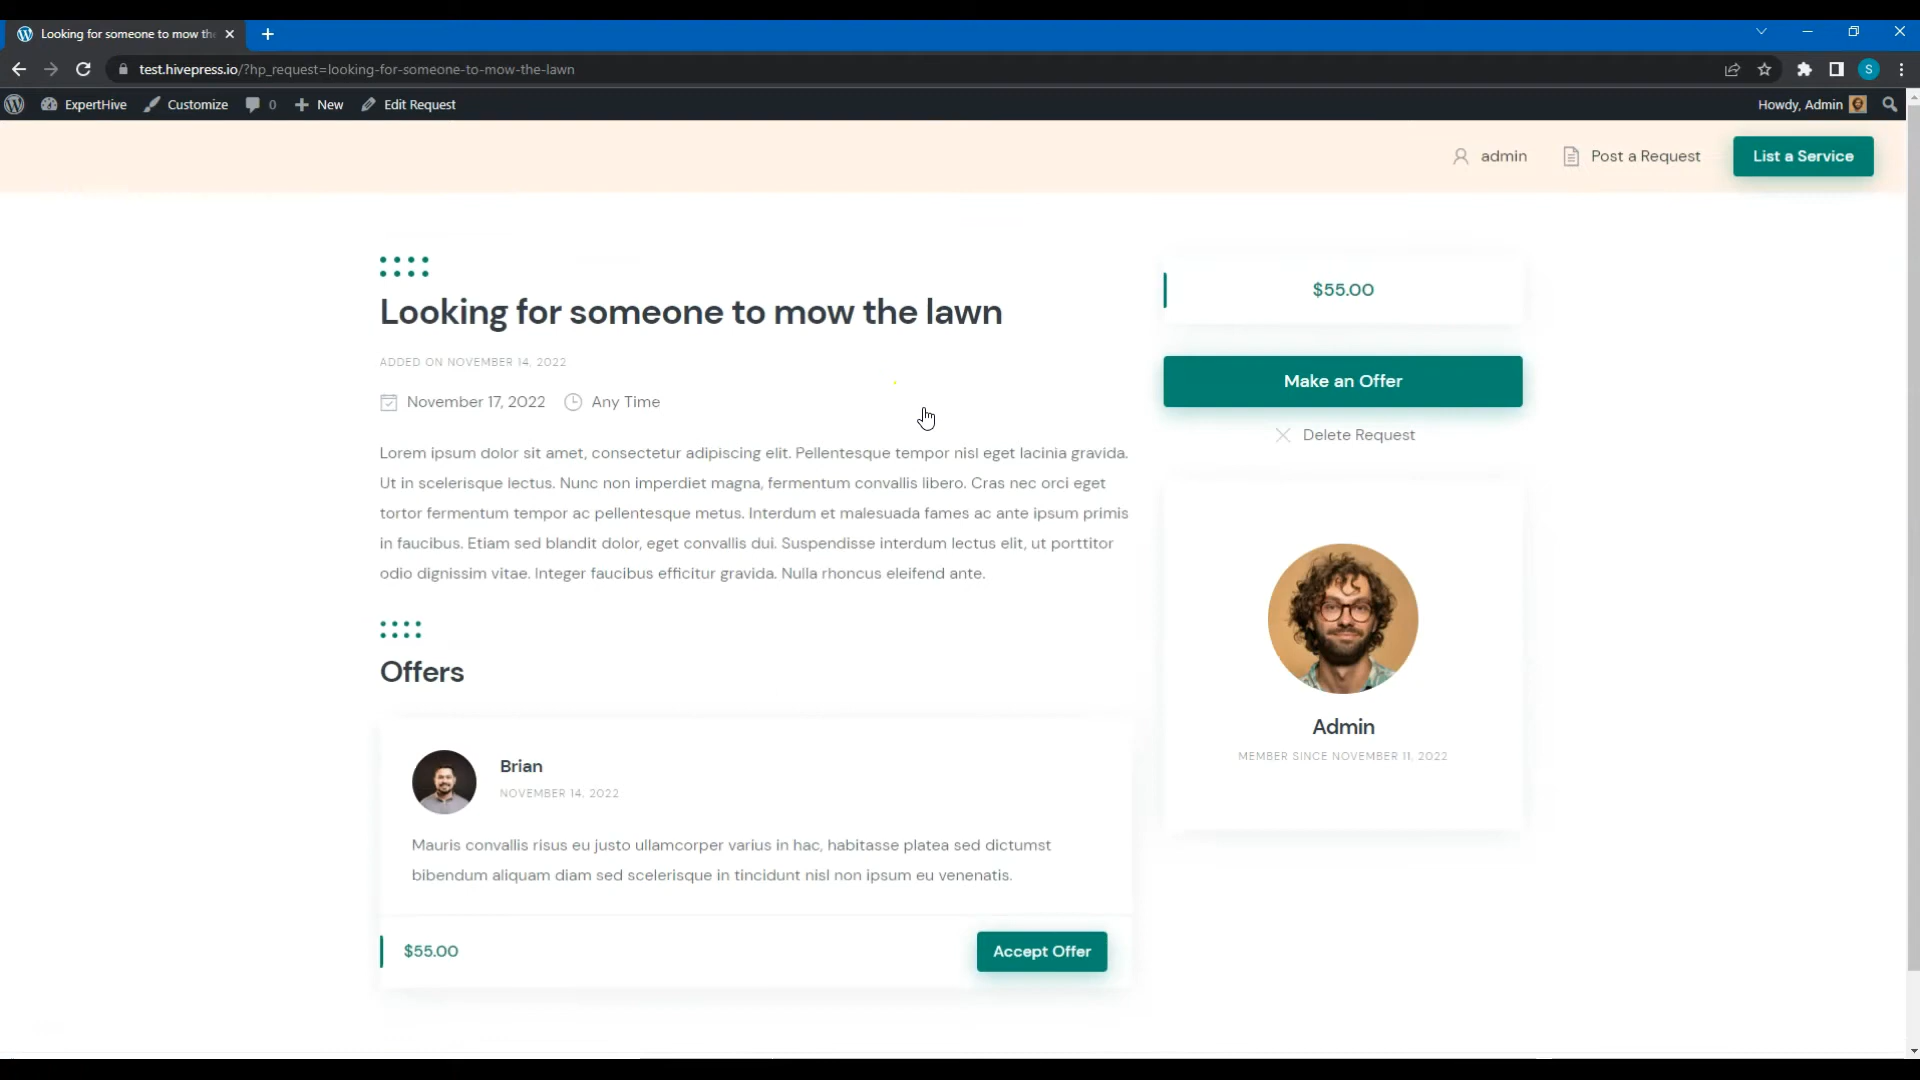 Looking for someone to mow th
test.hivepress.io/?hp_request=looking-for-someone-to-mow-the-lawn
S
ExpertHive
Customize
0
New
Edit Request
Howdy, Admin
admin
Post a Request
List a Service
Looking for someone to mow the lawn
ADDED ON NOVEMBER 14, 2022
November 17, 2022
Any Time
Lorem ipsum dolor sit amet, consectetur adipiscing elit. Pellentesque tempor nisl eget lacinia gravida.
Ut in scelerisque lectus. Nunc non imperdiet magna, fermentum convallis libero. Cras nec orci eget
tortor fermentum tempor ac pellentesque metus. Interdum et malesuada fames ac ante ipsum primis
in faucibus. Etiam sed blandit dolor, eget convallis dui. Suspendisse interdum lectus elit, ut porttitor
odio dignissim vitae. Integer faucibus efficitur gravida. Nulla rhoncus eleifend ante.
$55.00
Make an Offer
Delete Request
Admin
MEMBER SINCE NOVEMBER 11, 2022
Offers
Brian
NOVEMBER 14, 2022
Mauris convallis risus eu justo ullamcorper varius in hac, habitasse platea sed dictumst
bibendum aliquam diam sed scelerisque in tincidunt nisl non ipsum eu venenatis.
$55.00
Accept Offer